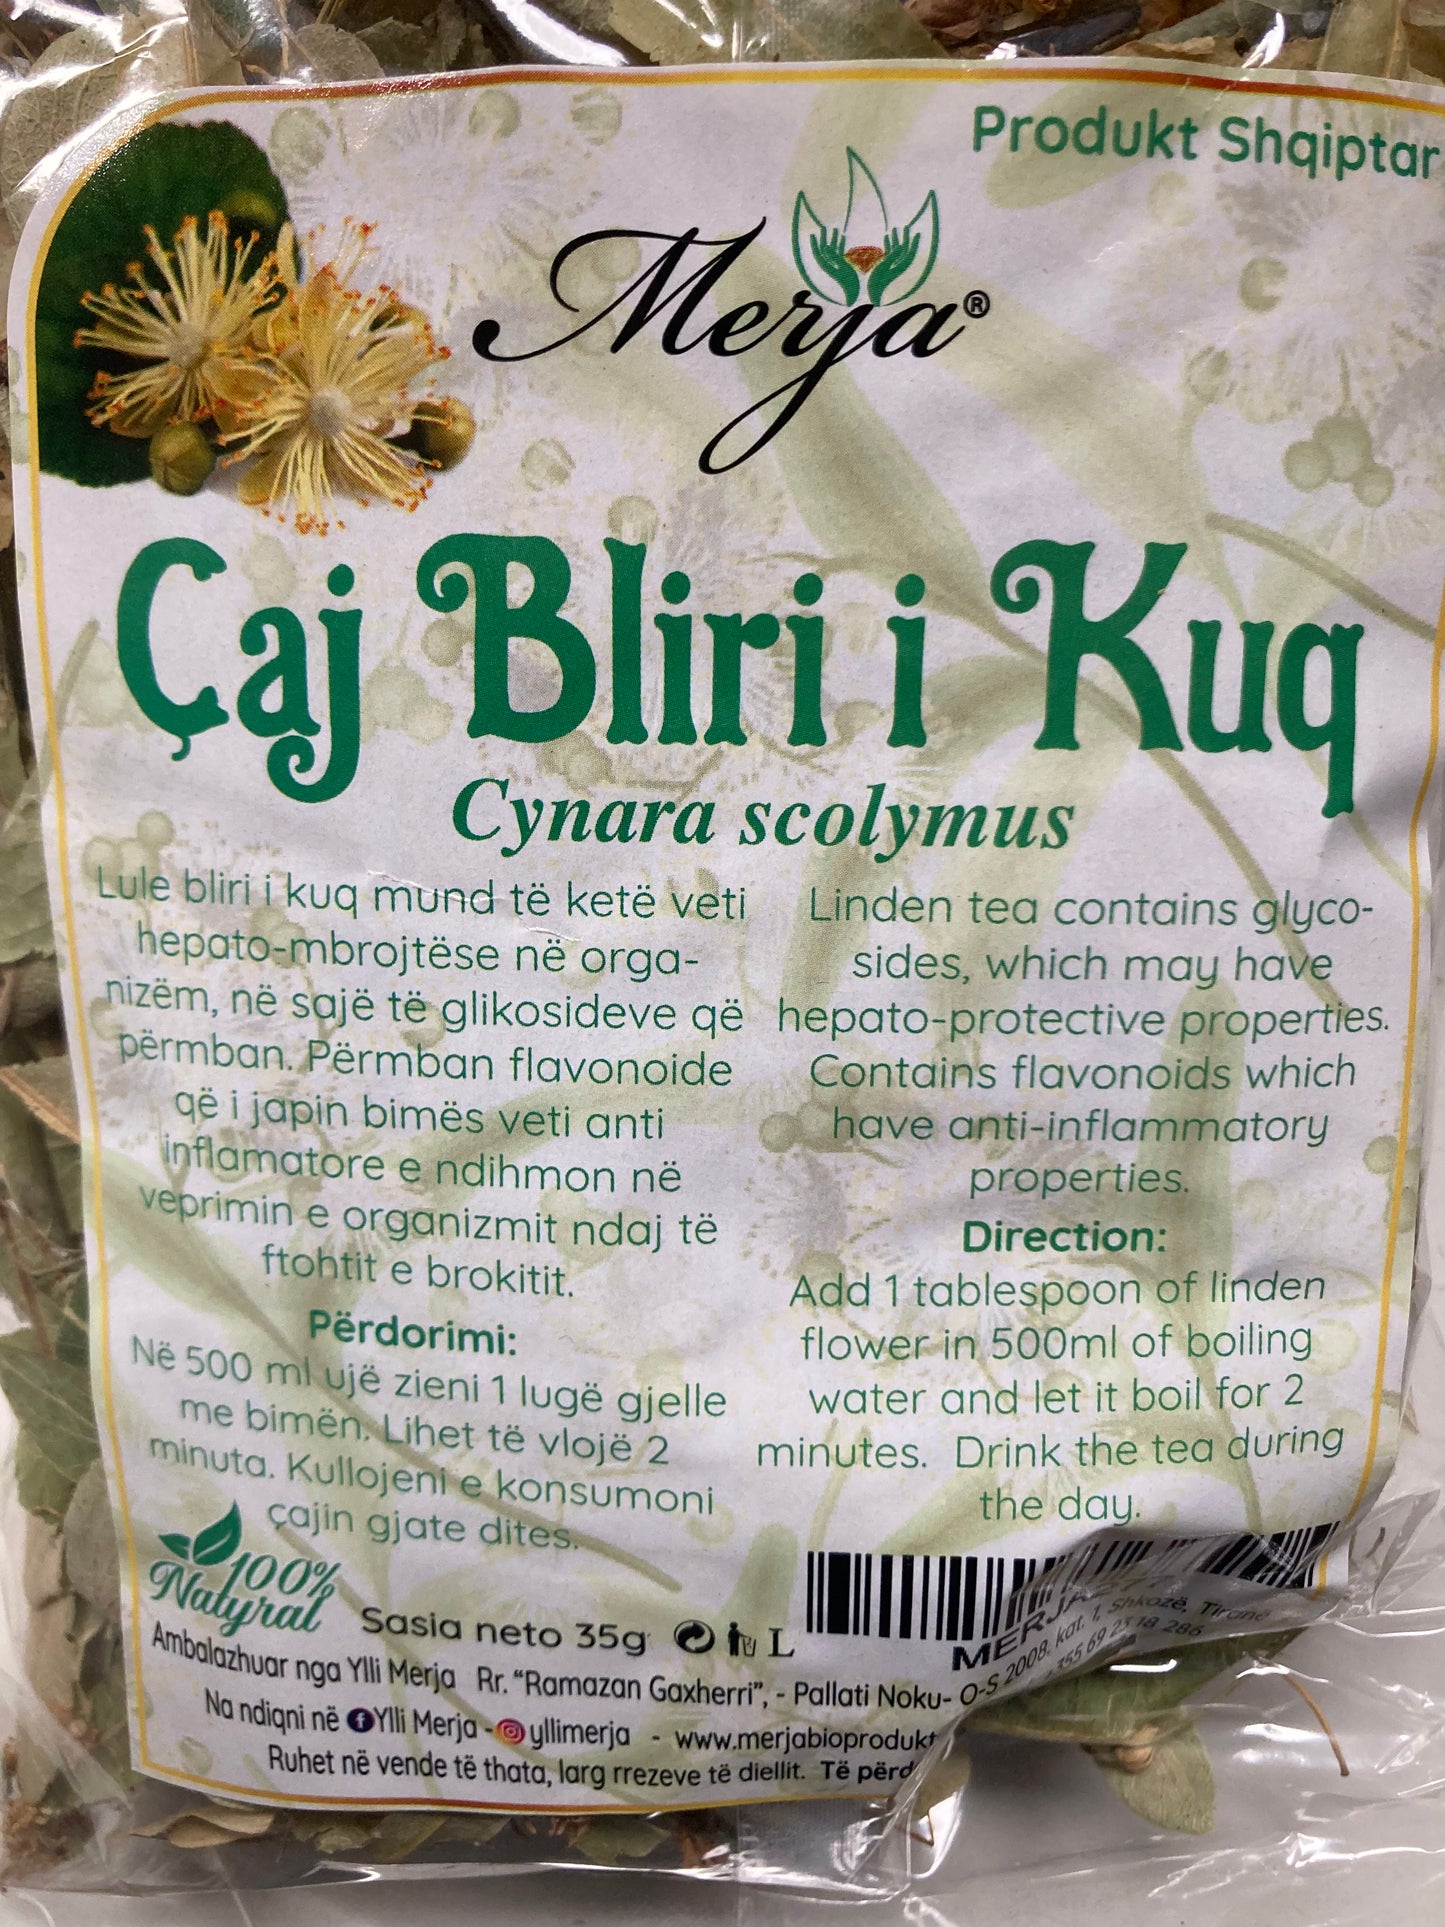 Produkt Shqiptar
Merja®
Çaj Bliri i Kuq
Cynara scolymus
Lule bliri i kuq mund të ketë veti
hepato-mbrojtëse në orga-
nizëm, në sajë të glikosideve që
përmban. Përmban flavonoide
që i japin bimës veti anti
inflamatore e ndihmon në
veprimin e organizmit ndaj të
ftohtit e brokitit.
Përdorimi:
Në 500 ml ujë zieni 1 lugë gjelle
me bimën. Lihet të vlojë 2
minuta. Kullojeni e konsumoni
çajin gjate dites.
Linden tea contains glyco-
sides, which may have
hepato-protective properties.
Contains flavonoids which
have anti-inflammatory
properties.
Direction:
Add 1 tablespoon of linden
flower in 500ml of boiling
water and let it boil for 2
minutes. Drink the tea during
the day.
100%
Natyral
Sasia neto 35g L
Ambalazhuar nga Ylli Merja Rr. "Ramazan Gaxherri", - Pallati Noku- O-S 2008, kat. 1, Shkozë, Tiranë
Na ndiqni në Ylli Merja - yllimerja - www.merjabioprodukt
Ruhet në vende të thata, larg rrezeve të diellit. Të përd